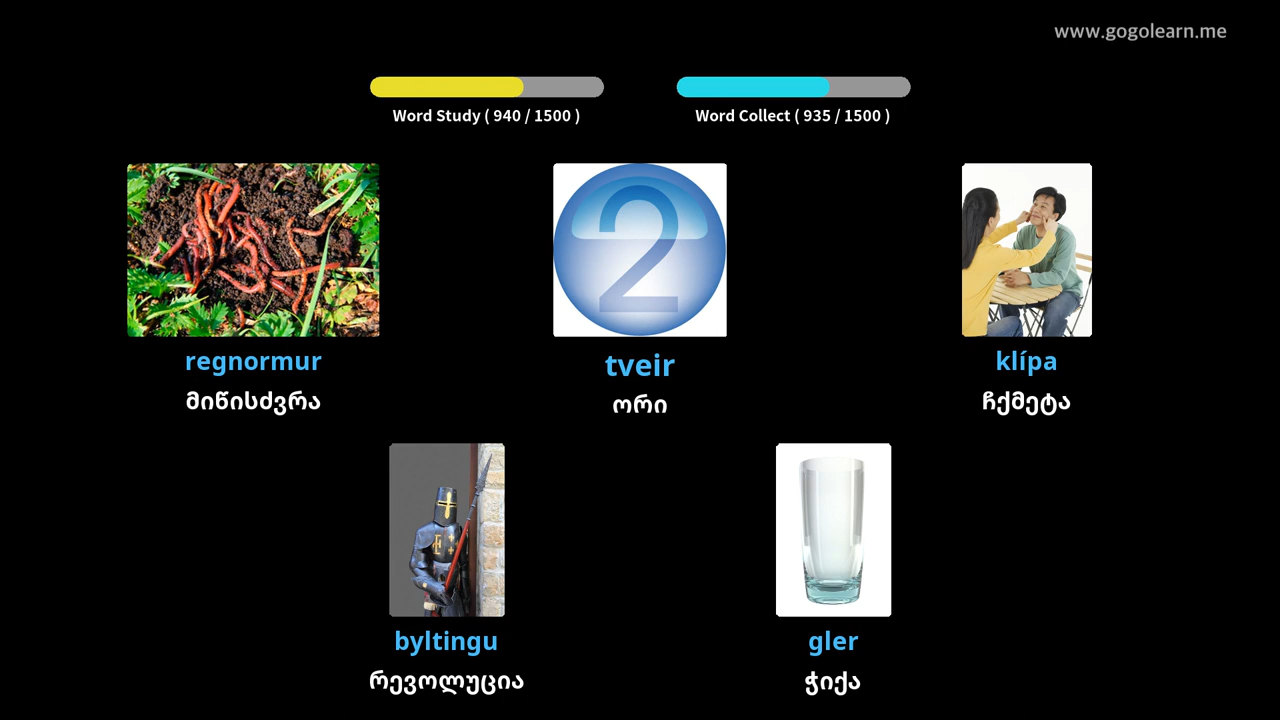 www.gogolearn.me
Word Study ( 940 / 1500 )
Word Collect ( 935 / 1500 )
2
regnormur
tveir
klípa
მიწისძვრა
ორი
ჩქმეტა
byltingu
gler
რევოლუცია
ჭიქა